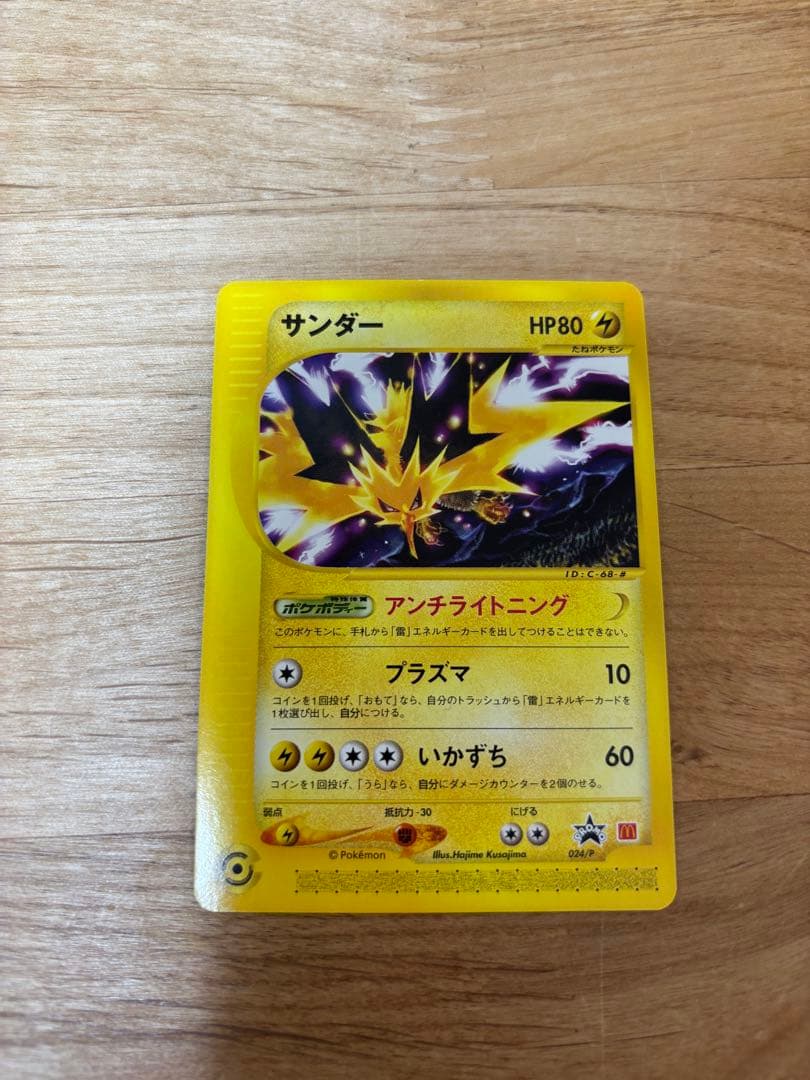 サンダー HP80
たねポケモン
ID:C-68-#
特殊体質
ポケボディー アンチライトニング
このポケモンに、手札から「雷」エネルギーカードを出してつけることはできない。
プラズマ 10
コインを1回投げ、「おもて」なら、自分のトラッシュから「雷」エネルギーカードを
1枚選び出し、自分につける。
いかずち 60
コインを1回投げ、「うら」なら、自分にダメージカウンターを2個のせる。
弱点 抵抗力-30 にげる
PROMO
©Pokémon Illus.Hajime Kusajima 024/P